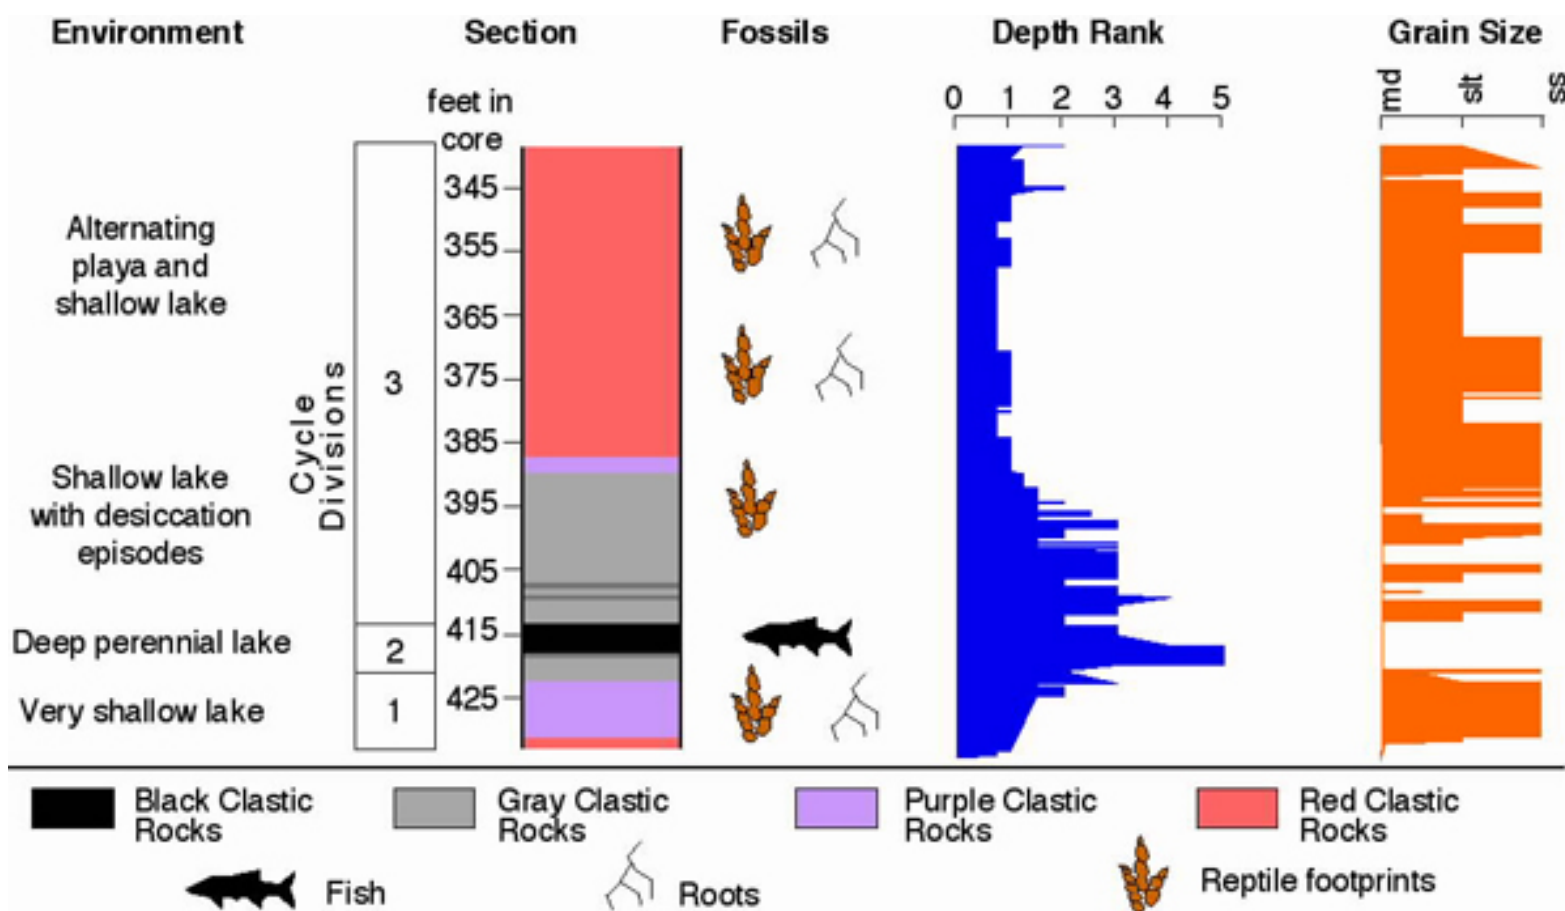 Environment Section Fossils Depth Rank Grain Size
feet in
core
0 1 2 3 4 5
md slt ss
345
355
365
375
385
395
405
415
425
Alternating
playa and
shallow lake
Shallow lake
with desiccation
episodes
Deep perennial lake
Very shallow lake
Cycle
Divisions
3
2
1
Black Clastic
Rocks
Gray Clastic
Rocks
Purple Clastic
Rocks
Red Clastic
Rocks
Fish
Roots
Reptile footprints